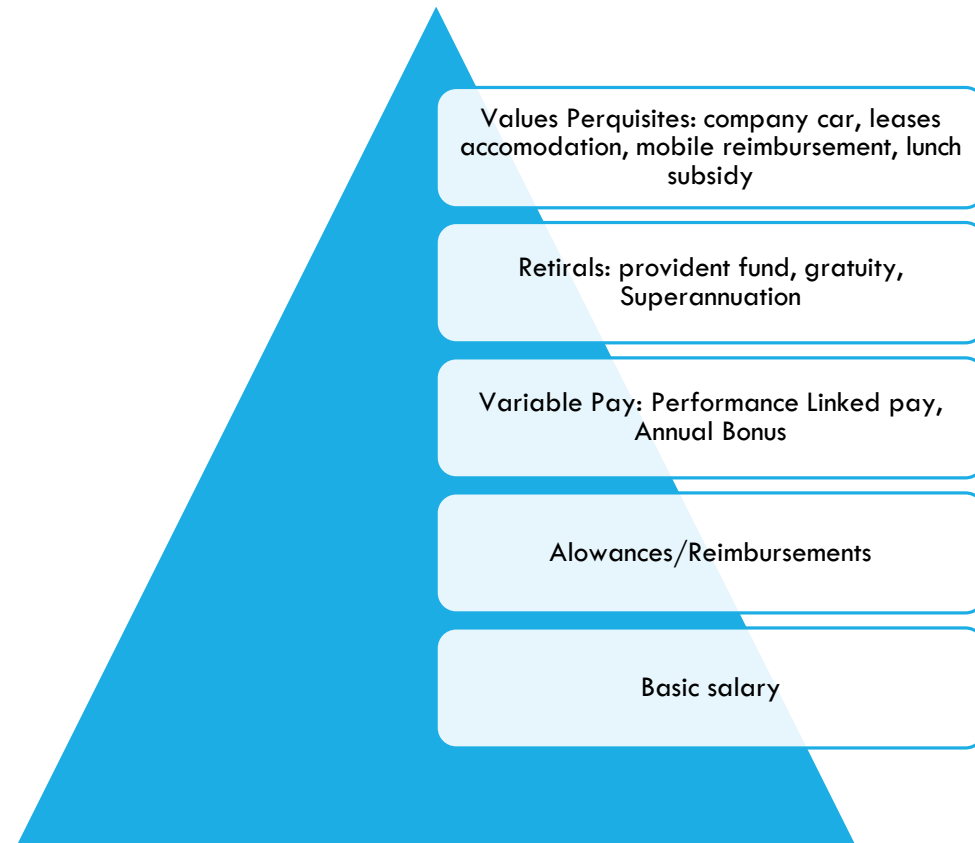 Values Perquisites: company car, leases
accomodation, mobile reimbursement, lunch
subsidy
Retirals: provident fund, gratuity,
Superannuation
Variable Pay: Performance Linked pay,
Annual Bonus
Alowances/Reimbursements
Basic salary